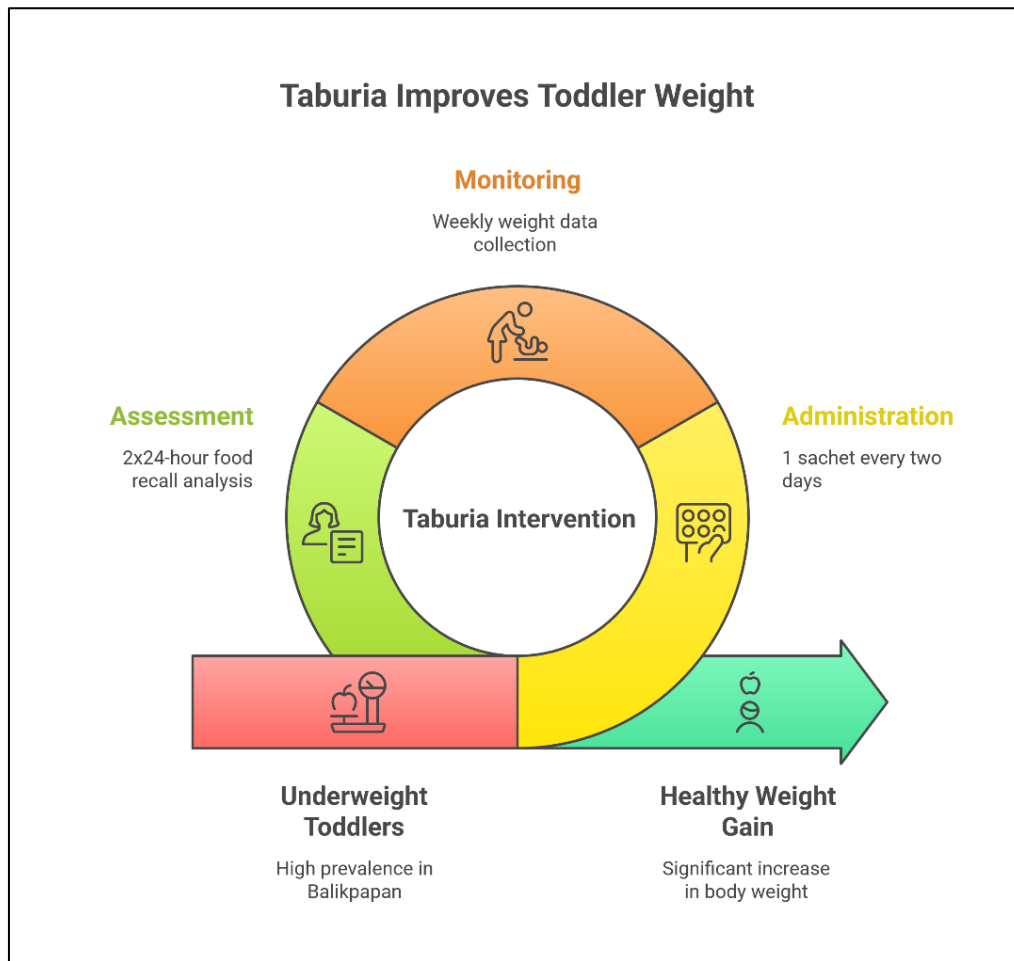 Taburia Improves Toddler Weight
Monitoring
Weekly weight data
collection
Assessment
2x24-hour food
recall analysis
Administration
1 sachet every two
days
Taburia Intervention
Underweight
Toddlers
High prevalence in
Balikpapan
Healthy Weight
Gain
Significant increase
in body weight